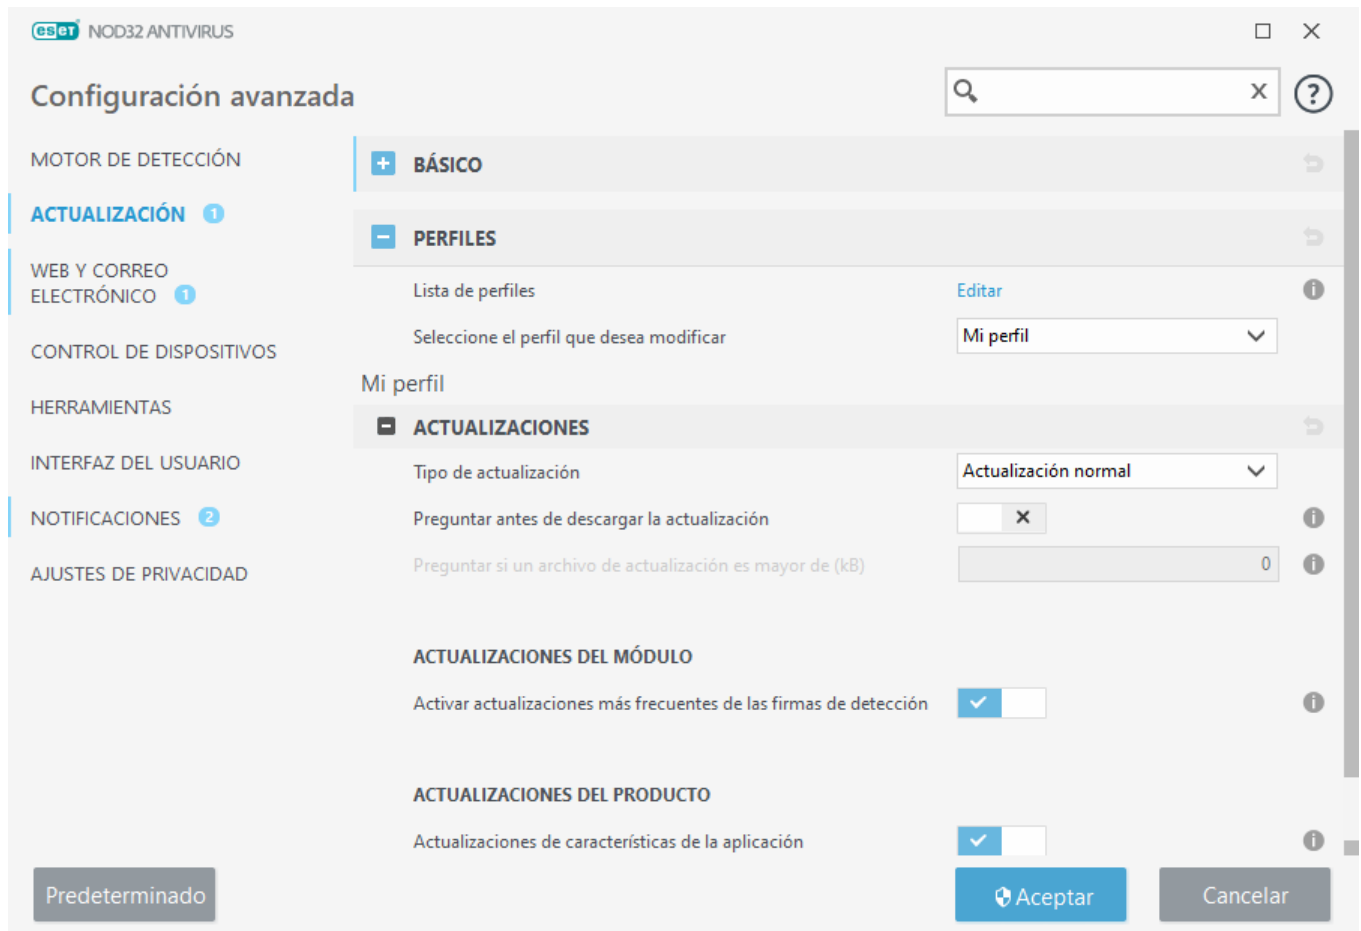 eseT NOD32 ANTIVIRUS
Configuración avanzada
MOTOR DE DETECCIÓN
ACTUALIZACIÓN 1
WEB Y CORREO
ELECTRÓNICO 1
CONTROL DE DISPOSITIVOS
HERRAMIENTAS
INTERFAZ DEL USUARIO
NOTIFICACIONES 2
AJUSTES DE PRIVACIDAD
BÁSICO
PERFILES
Lista de perfiles Editar
Seleccione el perfil que desea modificar Mi perfil
Mi perfil
ACTUALIZACIONES
Tipo de actualización Actualización normal
Preguntar antes de descargar la actualización
Preguntar si un archivo de actualización es mayor de (kB) 0
ACTUALIZACIONES DEL MÓDULO
Activar actualizaciones más frecuentes de las firmas de detección
ACTUALIZACIONES DEL PRODUCTO
Actualizaciones de características de la aplicación
Predeterminado Aceptar Cancelar